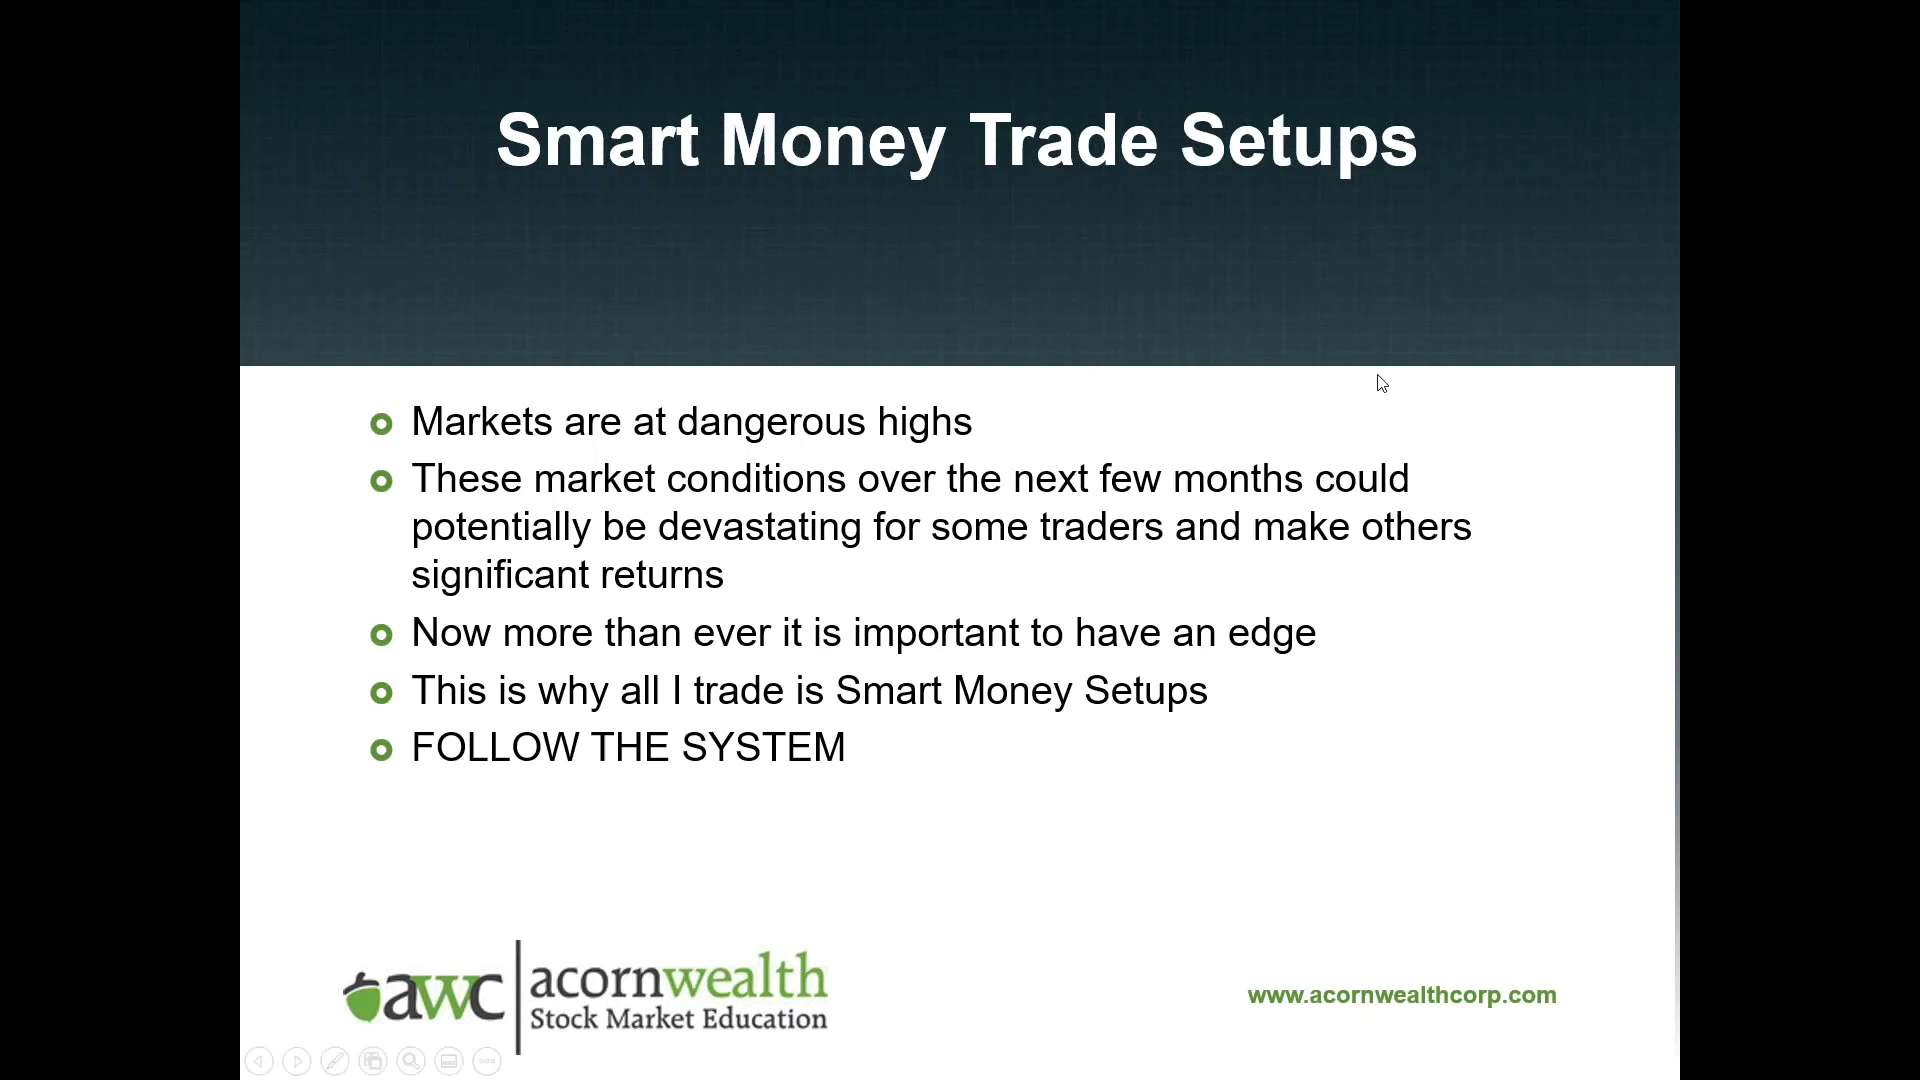 Smart Money Trade Setups
Markets are at dangerous highs
These market conditions over the next few months could
potentially be devastating for some traders and make others
significant returns
Now more than ever it is important to have an edge
This is why all I trade is Smart Money Setups
FOLLOW THE SYSTEM
awc acornwealth
Stock Market Education
www.acornwealthcorp.com